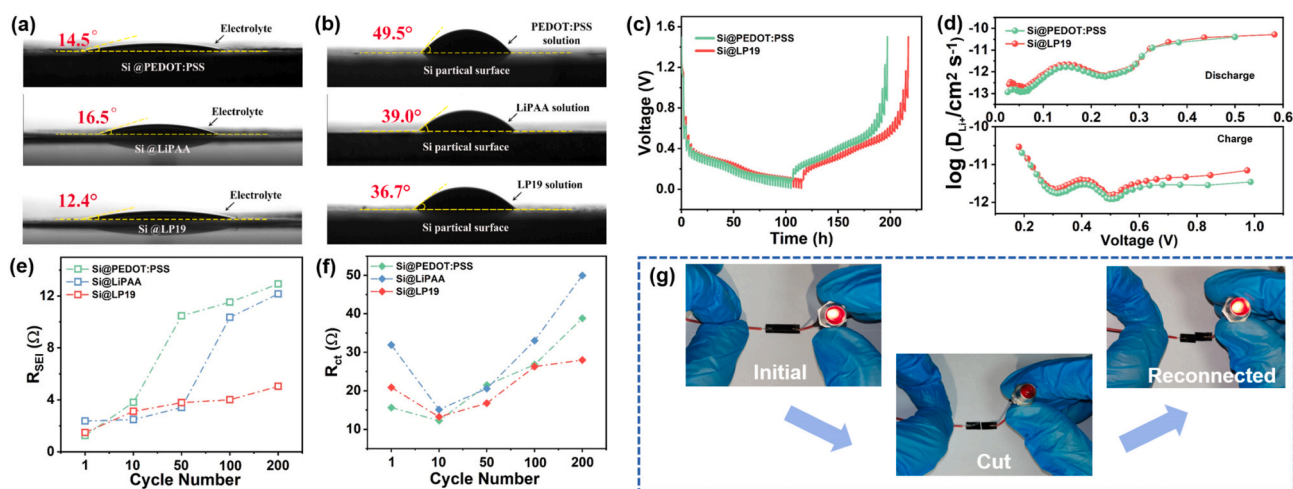 (a)
14.5°
Electrolyte
Si @PEDOT:PSS
16.5°
Electrolyte
Si @LiPAA
12.4°
Electrolyte
Si @LP19
(b)
49.5°
PEDOT:PSS
solution
Si partical surface
39.0°
LiPAA solution
Si partical surface
36.7°
LP19 solution
Si partical surface
(c)
Si@PEDOT:PSS
Si@LP19
Voltage (V)
1.8
1.2
0.6
0.0
0 50 100 150 200
Time (h)
(d)
Si@PEDOT:PSS
Si@LP19
Discharge
-10
-11
-12
-13
0.0 0.1 0.2 0.3 0.4 0.5 0.6
Charge
-10
-11
-12
-13
0.2 0.4 0.6 0.8 1.0
Voltage (V)
log (D Li+/cm² s⁻¹)
(e)
Si@PEDOT:PSS
Si@LiPAA
Si@LP19
R SEI (Ω)
12
8
4
0
1 10 50 100 200
Cycle Number
(f)
Si@PEDOT:PSS
Si@LiPAA
Si@LP19
R ct (Ω)
50
40
30
20
10
1 10 50 100 200
Cycle Number
(g)
Initial
Cut
Reconnected